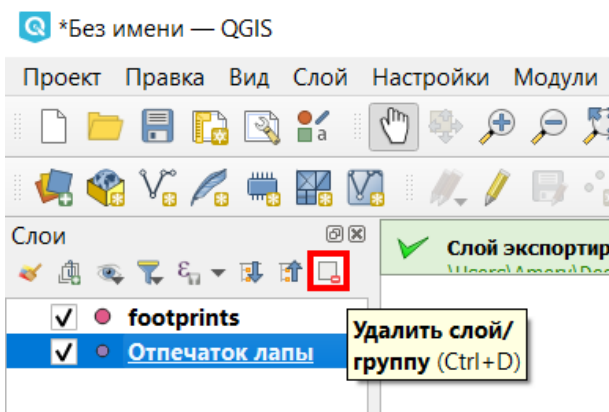 *Без имени — QGIS
Проект Правка Вид Слой Настройки Модули
a
Слои
Слой экспортир
footprints
Отпечаток лапы
Удалить слой/
группу (Ctrl+D)